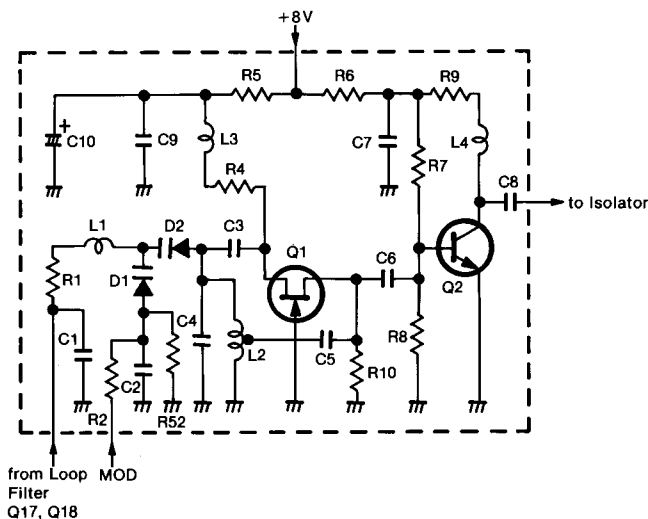 +8V
R5
R6
R9
C10
+
C9
L3
C7
L4
R7
R4
C8
to Isolator
L1
D2
C3
Q1
C6
Q2
R1
D1
C4
C1
C2
L2
C5
R8
R10
R2
R52
from Loop
Filter
Q17, Q18
MOD